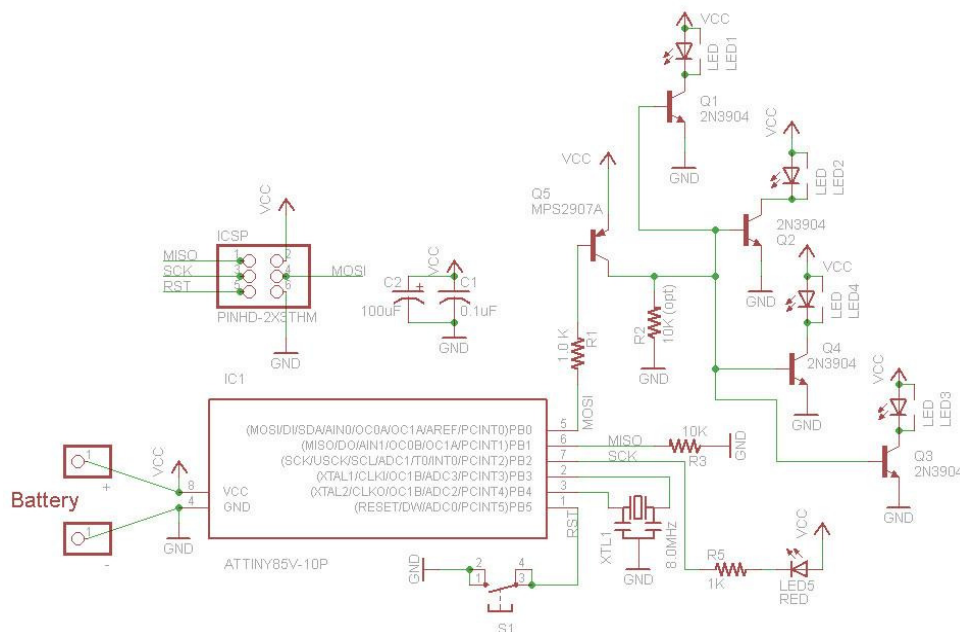 VCC
LED
LED1
Q1
2N3904
GND
VCC
LED
LED2
2N3904
Q2
GND
VCC
Q5
MPS2907A
VCC
ICSP
MISO
SCK
RST
1
2
3
4
5
6
MOSI
PINHD-2X3THM
GND
VCC
C2
C1
100uF
+
0.1uF
GND
R2
10K (opt)
GND
VCC
LED
LED4
Q4
2N3904
GND
1.0 K
R1
MOSI
VCC
LED
LED3
Q3
2N3904
GND
IC1
(MOSI/DI/SDA/AIN0/OC0A/OC1A/AREF/PCINT0)PB0
5
(MISO/DO/AIN1/OC0B/OC1A/PCINT1)PB1
6
MISO
10K
R3
GND
(SCK/USCK/SCL/ADC1/T0/INT0/PCINT2)PB2
7
SCK
(XTAL1/CLKI/OC1B/ADC3/PCINT3)PB3
2
(XTAL2/CLKO/OC1B/ADC2/PCINT4)PB4
3
(RESET/DW/ADC0/PCINT5)PB5
1
RST
8
VCC
4
GND
ATTINY85V-10P
VCC
GND
1
+
Battery
1
-
XTL1
8.0MHz
GND
GND
2
1
4
3
S1
R5
1K
LED5
RED
VCC